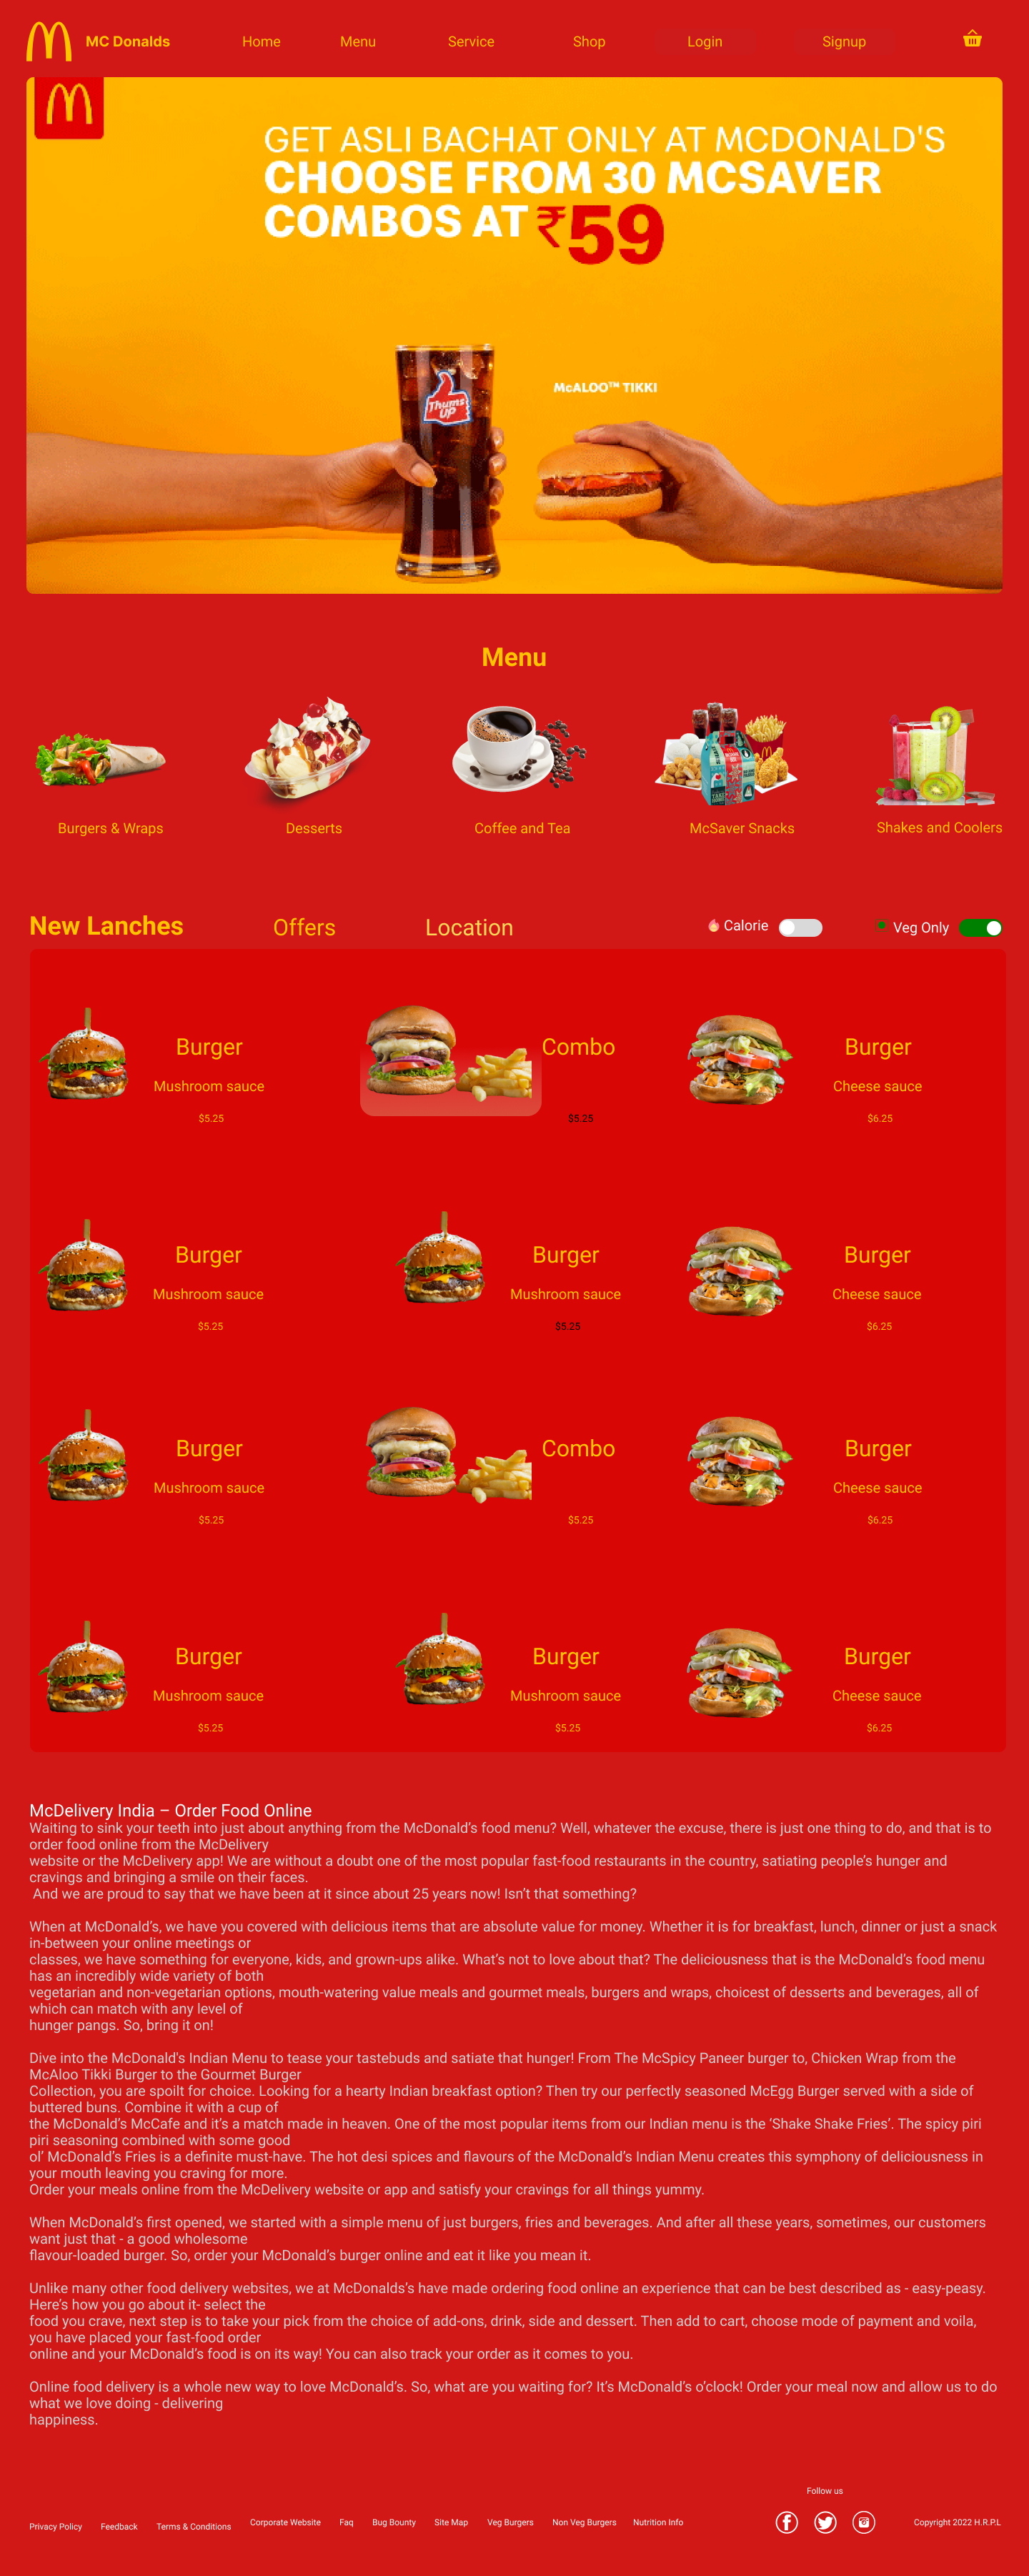 MC Donalds
Home
Menu
Service
Shop
Login
Signup
GET ASLI BACHAT ONLY AT MCDONALD'S
CHOOSE FROM 30 MCSAVER
COMBOS AT ₹59
Thums UP
McALOO™ TIKKI
Menu
Burgers & Wraps
Desserts
Coffee and Tea
McSaver Snacks
Shakes and Coolers
New Lanches
Offers
Location
Calorie
Veg Only
Burger
Mushroom sauce
$5.25
Combo
$5.25
Burger
Cheese sauce
$6.25
Burger
Mushroom sauce
$5.25
Burger
Mushroom sauce
$5.25
Burger
Cheese sauce
$6.25
Burger
Mushroom sauce
$5.25
Combo
$5.25
Burger
Cheese sauce
$6.25
Burger
Mushroom sauce
$5.25
Burger
Mushroom sauce
$5.25
Burger
Cheese sauce
$6.25
McDelivery India – Order Food Online
Waiting to sink your teeth into just about anything from the McDonald’s food menu? Well, whatever the excuse, there is just one thing to do, and that is to
order food online from the McDelivery
website or the McDelivery app! We are without a doubt one of the most popular fast-food restaurants in the country, satiating people’s hunger and
cravings and bringing a smile on their faces.
And we are proud to say that we have been at it since about 25 years now! Isn’t that something?
When at McDonald’s, we have you covered with delicious items that are absolute value for money. Whether it is for breakfast, lunch, dinner or just a snack
in-between your online meetings or
classes, we have something for everyone, kids, and grown-ups alike. What’s not to love about that? The deliciousness that is the McDonald’s food menu
has an incredibly wide variety of both
vegetarian and non-vegetarian options, mouth-watering value meals and gourmet meals, burgers and wraps, choicest of desserts and beverages, all of
which can match with any level of
hunger pangs. So, bring it on!
Dive into the McDonald's Indian Menu to tease your tastebuds and satiate that hunger! From The McSpicy Paneer burger to, Chicken Wrap from the
McAloo Tikki Burger to the Gourmet Burger
Collection, you are spoilt for choice. Looking for a hearty Indian breakfast option? Then try our perfectly seasoned McEgg Burger served with a side of
buttered buns. Combine it with a cup of
the McDonald’s McCafe and it’s a match made in heaven. One of the most popular items from our Indian menu is the ‘Shake Shake Fries’. The spicy piri
piri seasoning combined with some good
ol’ McDonald’s Fries is a definite must-have. The hot desi spices and flavours of the McDonald’s Indian Menu creates this symphony of deliciousness in
your mouth leaving you craving for more.
Order your meals online from the McDelivery website or app and satisfy your cravings for all things yummy.
When McDonald’s first opened, we started with a simple menu of just burgers, fries and beverages. And after all these years, sometimes, our customers
want just that - a good wholesome
flavour-loaded burger. So, order your McDonald’s burger online and eat it like you mean it.
Unlike many other food delivery websites, we at McDonalds’s have made ordering food online an experience that can be best described as - easy-peasy.
Here’s how you go about it- select the
food you crave, next step is to take your pick from the choice of add-ons, drink, side and dessert. Then add to cart, choose mode of payment and voila,
you have placed your fast-food order
online and your McDonald’s food is on its way! You can also track your order as it comes to you.
Online food delivery is a whole new way to love McDonald’s. So, what are you waiting for? It’s McDonald’s o’clock! Order your meal now and allow us to do
what we love doing - delivering
happiness.
Follow us
Privacy Policy
Feedback
Terms & Conditions
Corporate Website
Faq
Bug Bounty
Site Map
Veg Burgers
Non Veg Burgers
Nutrition Info
Copyright 2022 H.R.P.L